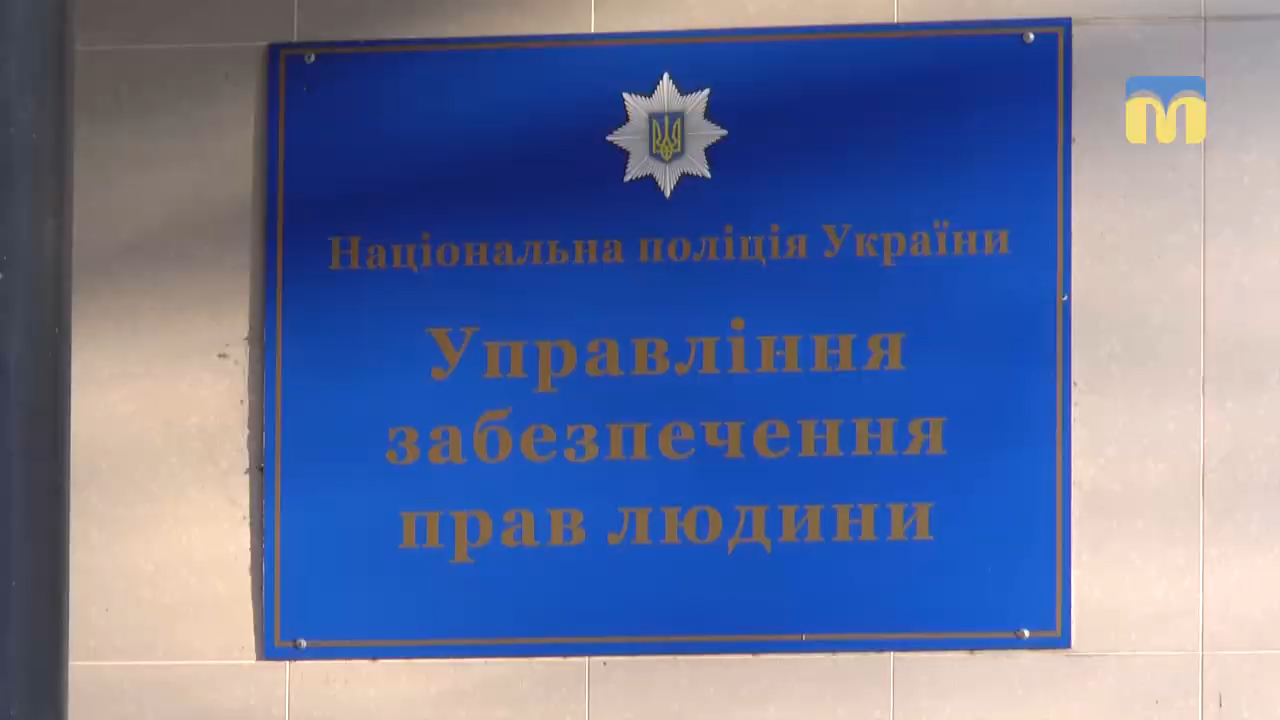 Національна поліція України
Управління
забезпечення
прав людини